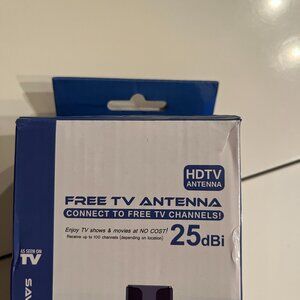 HDTV
ANTENNA
FREE TV ANTENNA
CONNECT TO FREE TV CHANNELS!
Enjoy TV shows & movies at NO COST!
Receive up to 100 channels (depending on location)
25dBi
AS SEEN ON
TV